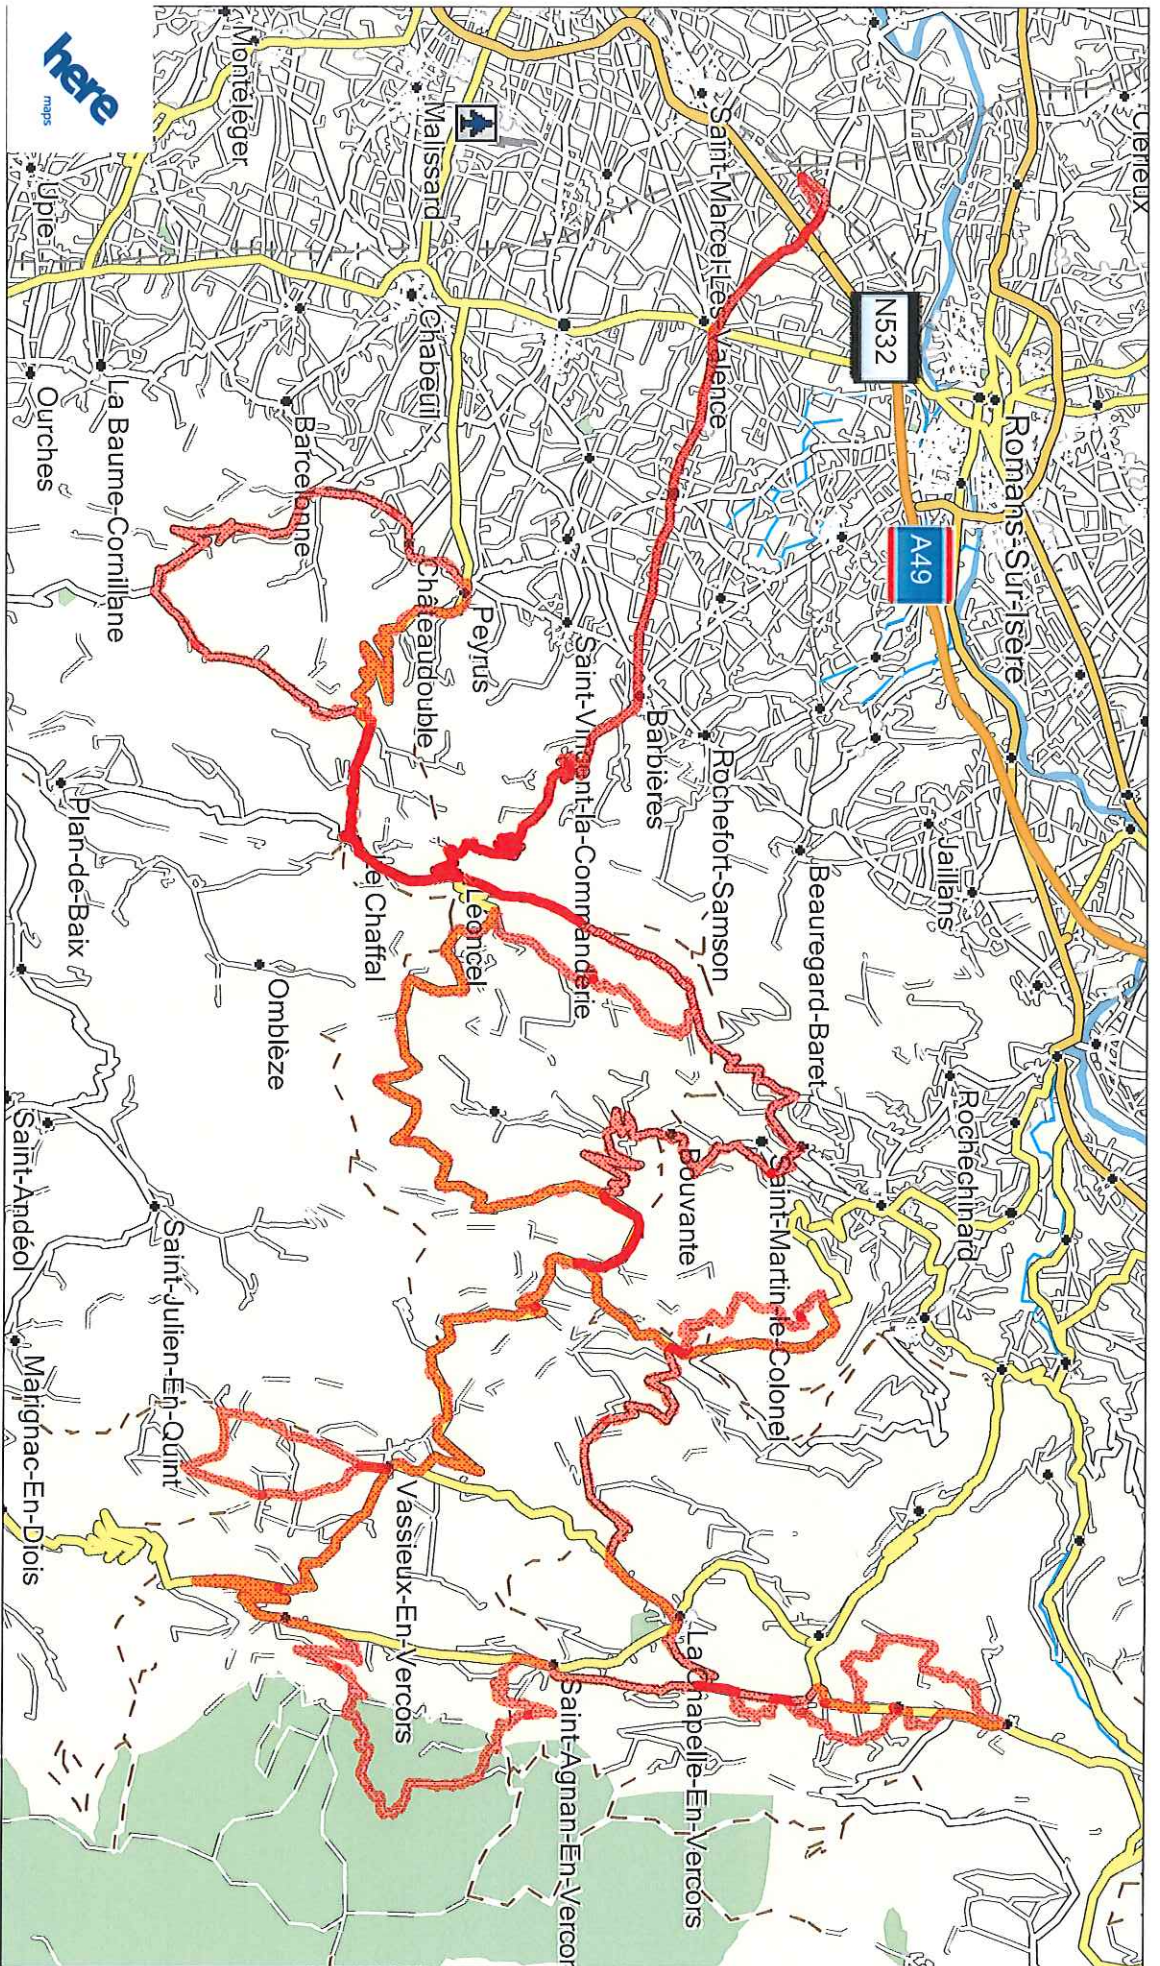 Clérieux
Romans-Sur-Isère
N532
A49
Saint-Marcel-Les-Valence
Jaillans
Rochechinard
Beauregard-Baret
Rochefort-Samson
Barbières
Saint-Vincent-la-Commanderie
Saint-Martin-le-Colonel
Bouvante
La Chapelle-En-Vercors
Malissard
Chabeuil
Peyrus
Châteaudouble
Léoncel
Le Chaffal
Saint-Agnan-En-Vercor
Vassieux-En-Vercors
Montéléger
Barcelonne
Omblèze
Saint-Julien-En-Quint
La Baume-Cornillane
Plan-de-Baix
Upie
Ourches
Saint-Andéol
Marignac-En-Diois
here
maps